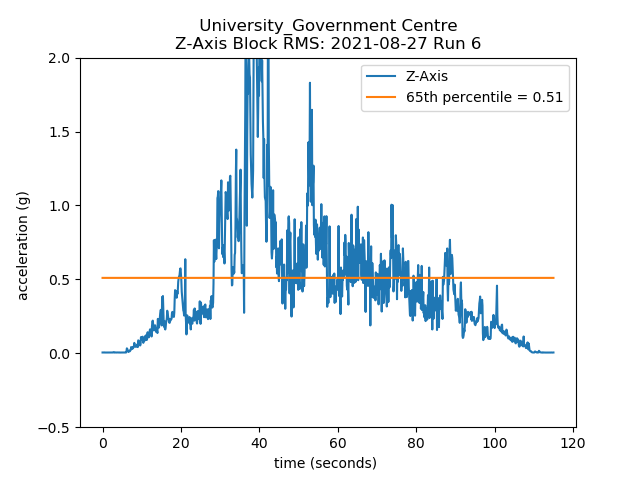 University_Government Centre
Z-Axis Block RMS: 2021-08-27 Run 6
Z-Axis
65th percentile = 0.51
acceleration (g)
2.0
1.5
1.0
0.5
0.0
−0.5
0 20 40 60 80 100 120
time (seconds)